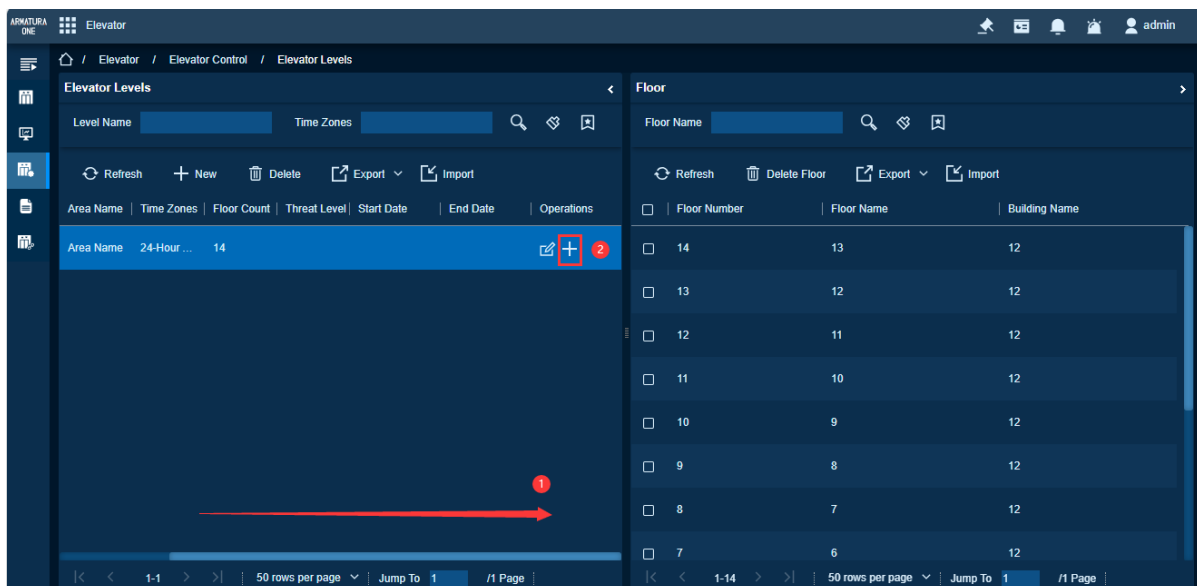 ARMATURA
ONE
Elevator
admin
/ Elevator / Elevator Control / Elevator Levels
Elevator Levels
Level Name
Time Zones
Refresh
New
Delete
Export
Import
Area Name Time Zones Floor Count Threat Level Start Date End Date Operations
Area Name 24-Hour ... 14
2
1
1-1 50 rows per page Jump To 1 /1 Page
Floor
Floor Name
Refresh
Delete Floor
Export
Import
Floor Number Floor Name Building Name
14 13 12
13 12 12
12 11 12
11 10 12
10 9 12
9 8 12
8 7 12
7 6 12
1-14 50 rows per page Jump To 1 /1 Page